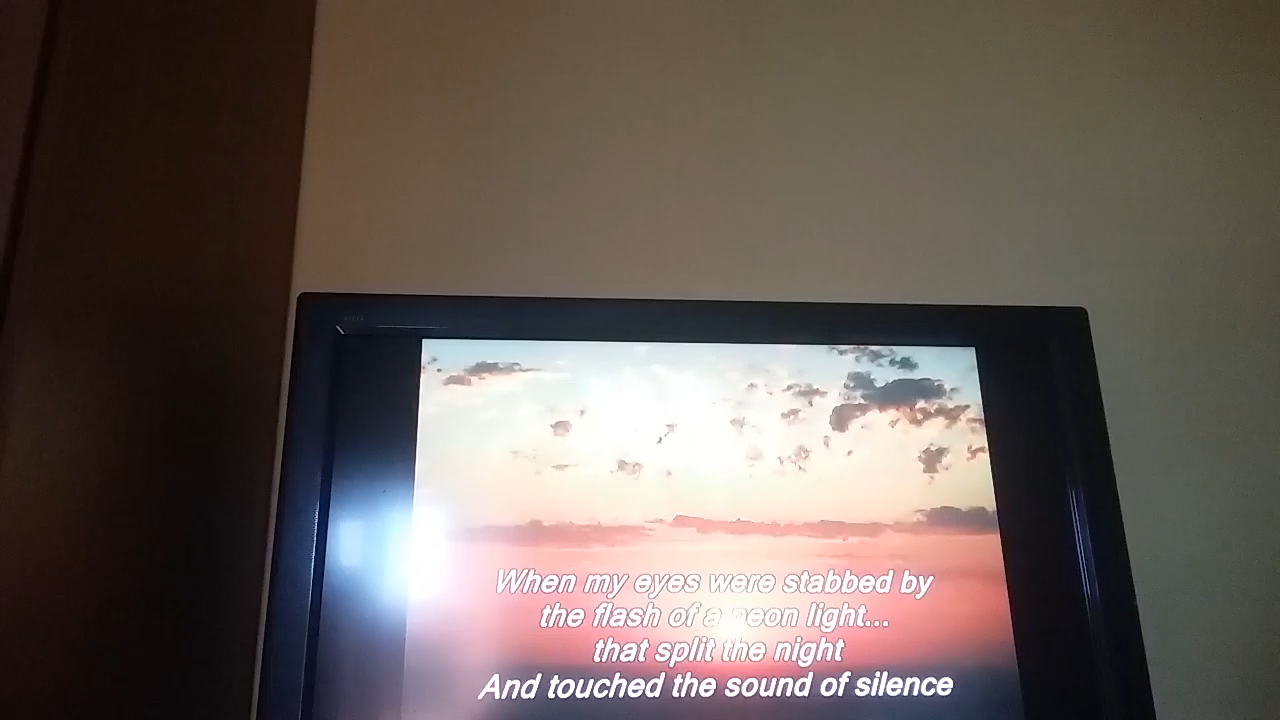 When my eyes were stabbed by
the flash of a neon light...
that split the night
And touched the sound of silence